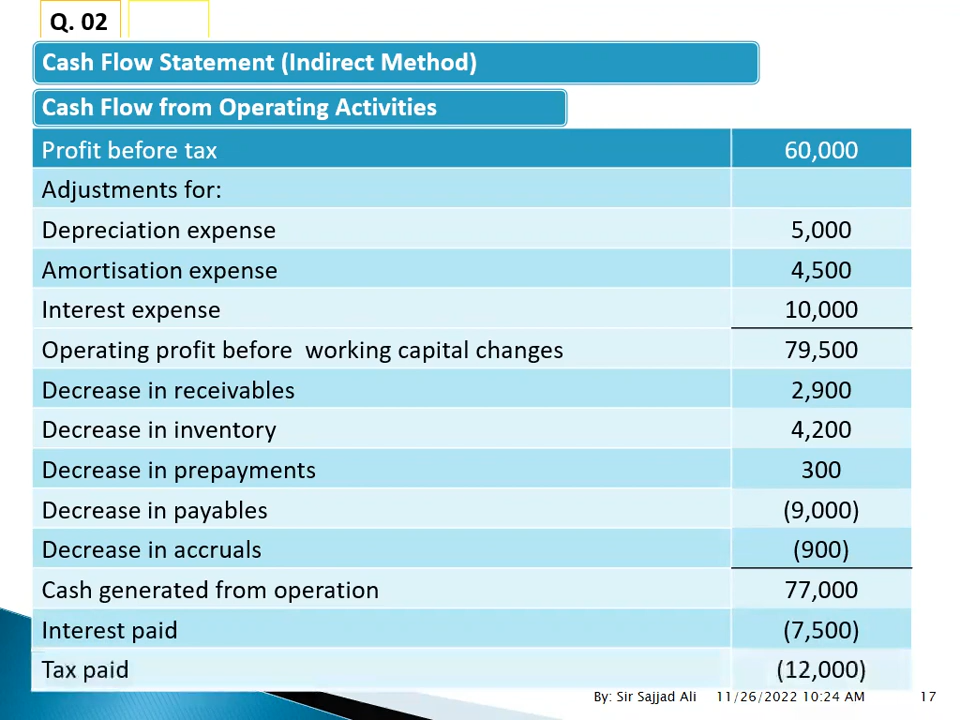 Q. 02
Cash Flow Statement (Indirect Method)
Cash Flow from Operating Activities
Profit before tax 60,000
Adjustments for:
Depreciation expense 5,000
Amortisation expense 4,500
Interest expense 10,000
Operating profit before working capital changes 79,500
Decrease in receivables 2,900
Decrease in inventory 4,200
Decrease in prepayments 300
Decrease in payables (9,000)
Decrease in accruals (900)
Cash generated from operation 77,000
Interest paid (7,500)
Tax paid (12,000)
By: Sir Sajjad Ali 11/26/2022 10:24 AM 17